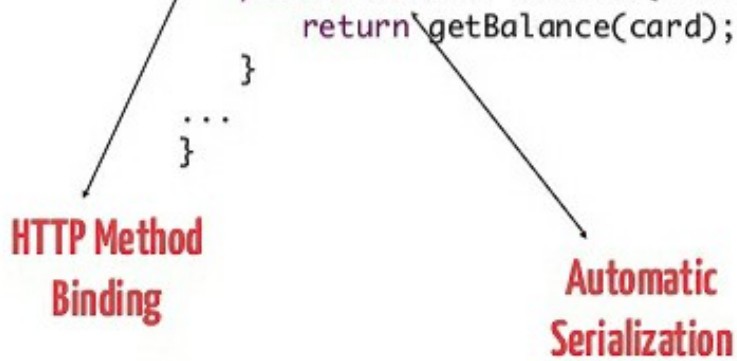 return getBalance(card);
}
...
}
HTTP Method
Binding
Automatic
Serialization